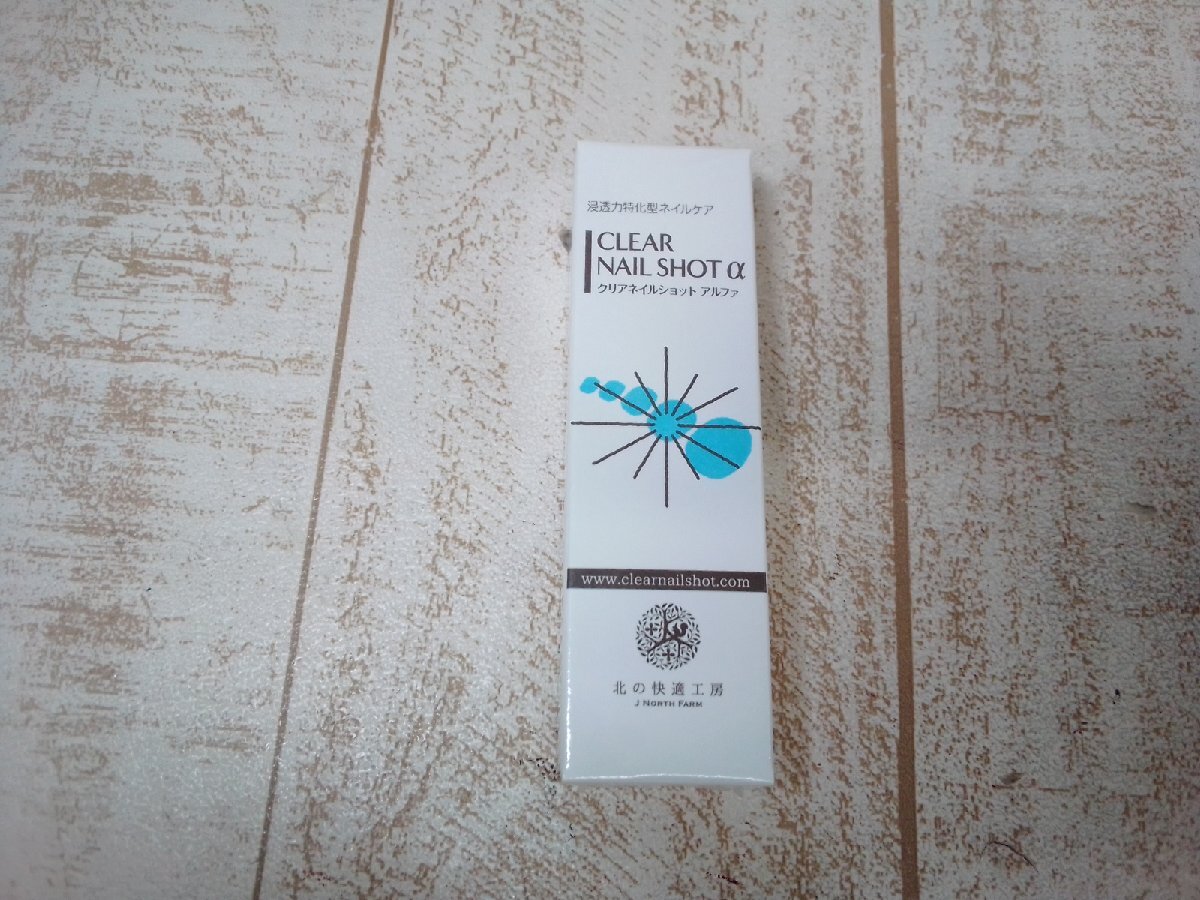 浸透力特化型ネイルケア
CLEAR
NAIL SHOT α
クリアネイルショット アルファ
www.clearnailshot.com
北の快適工房
J NORTH FARM